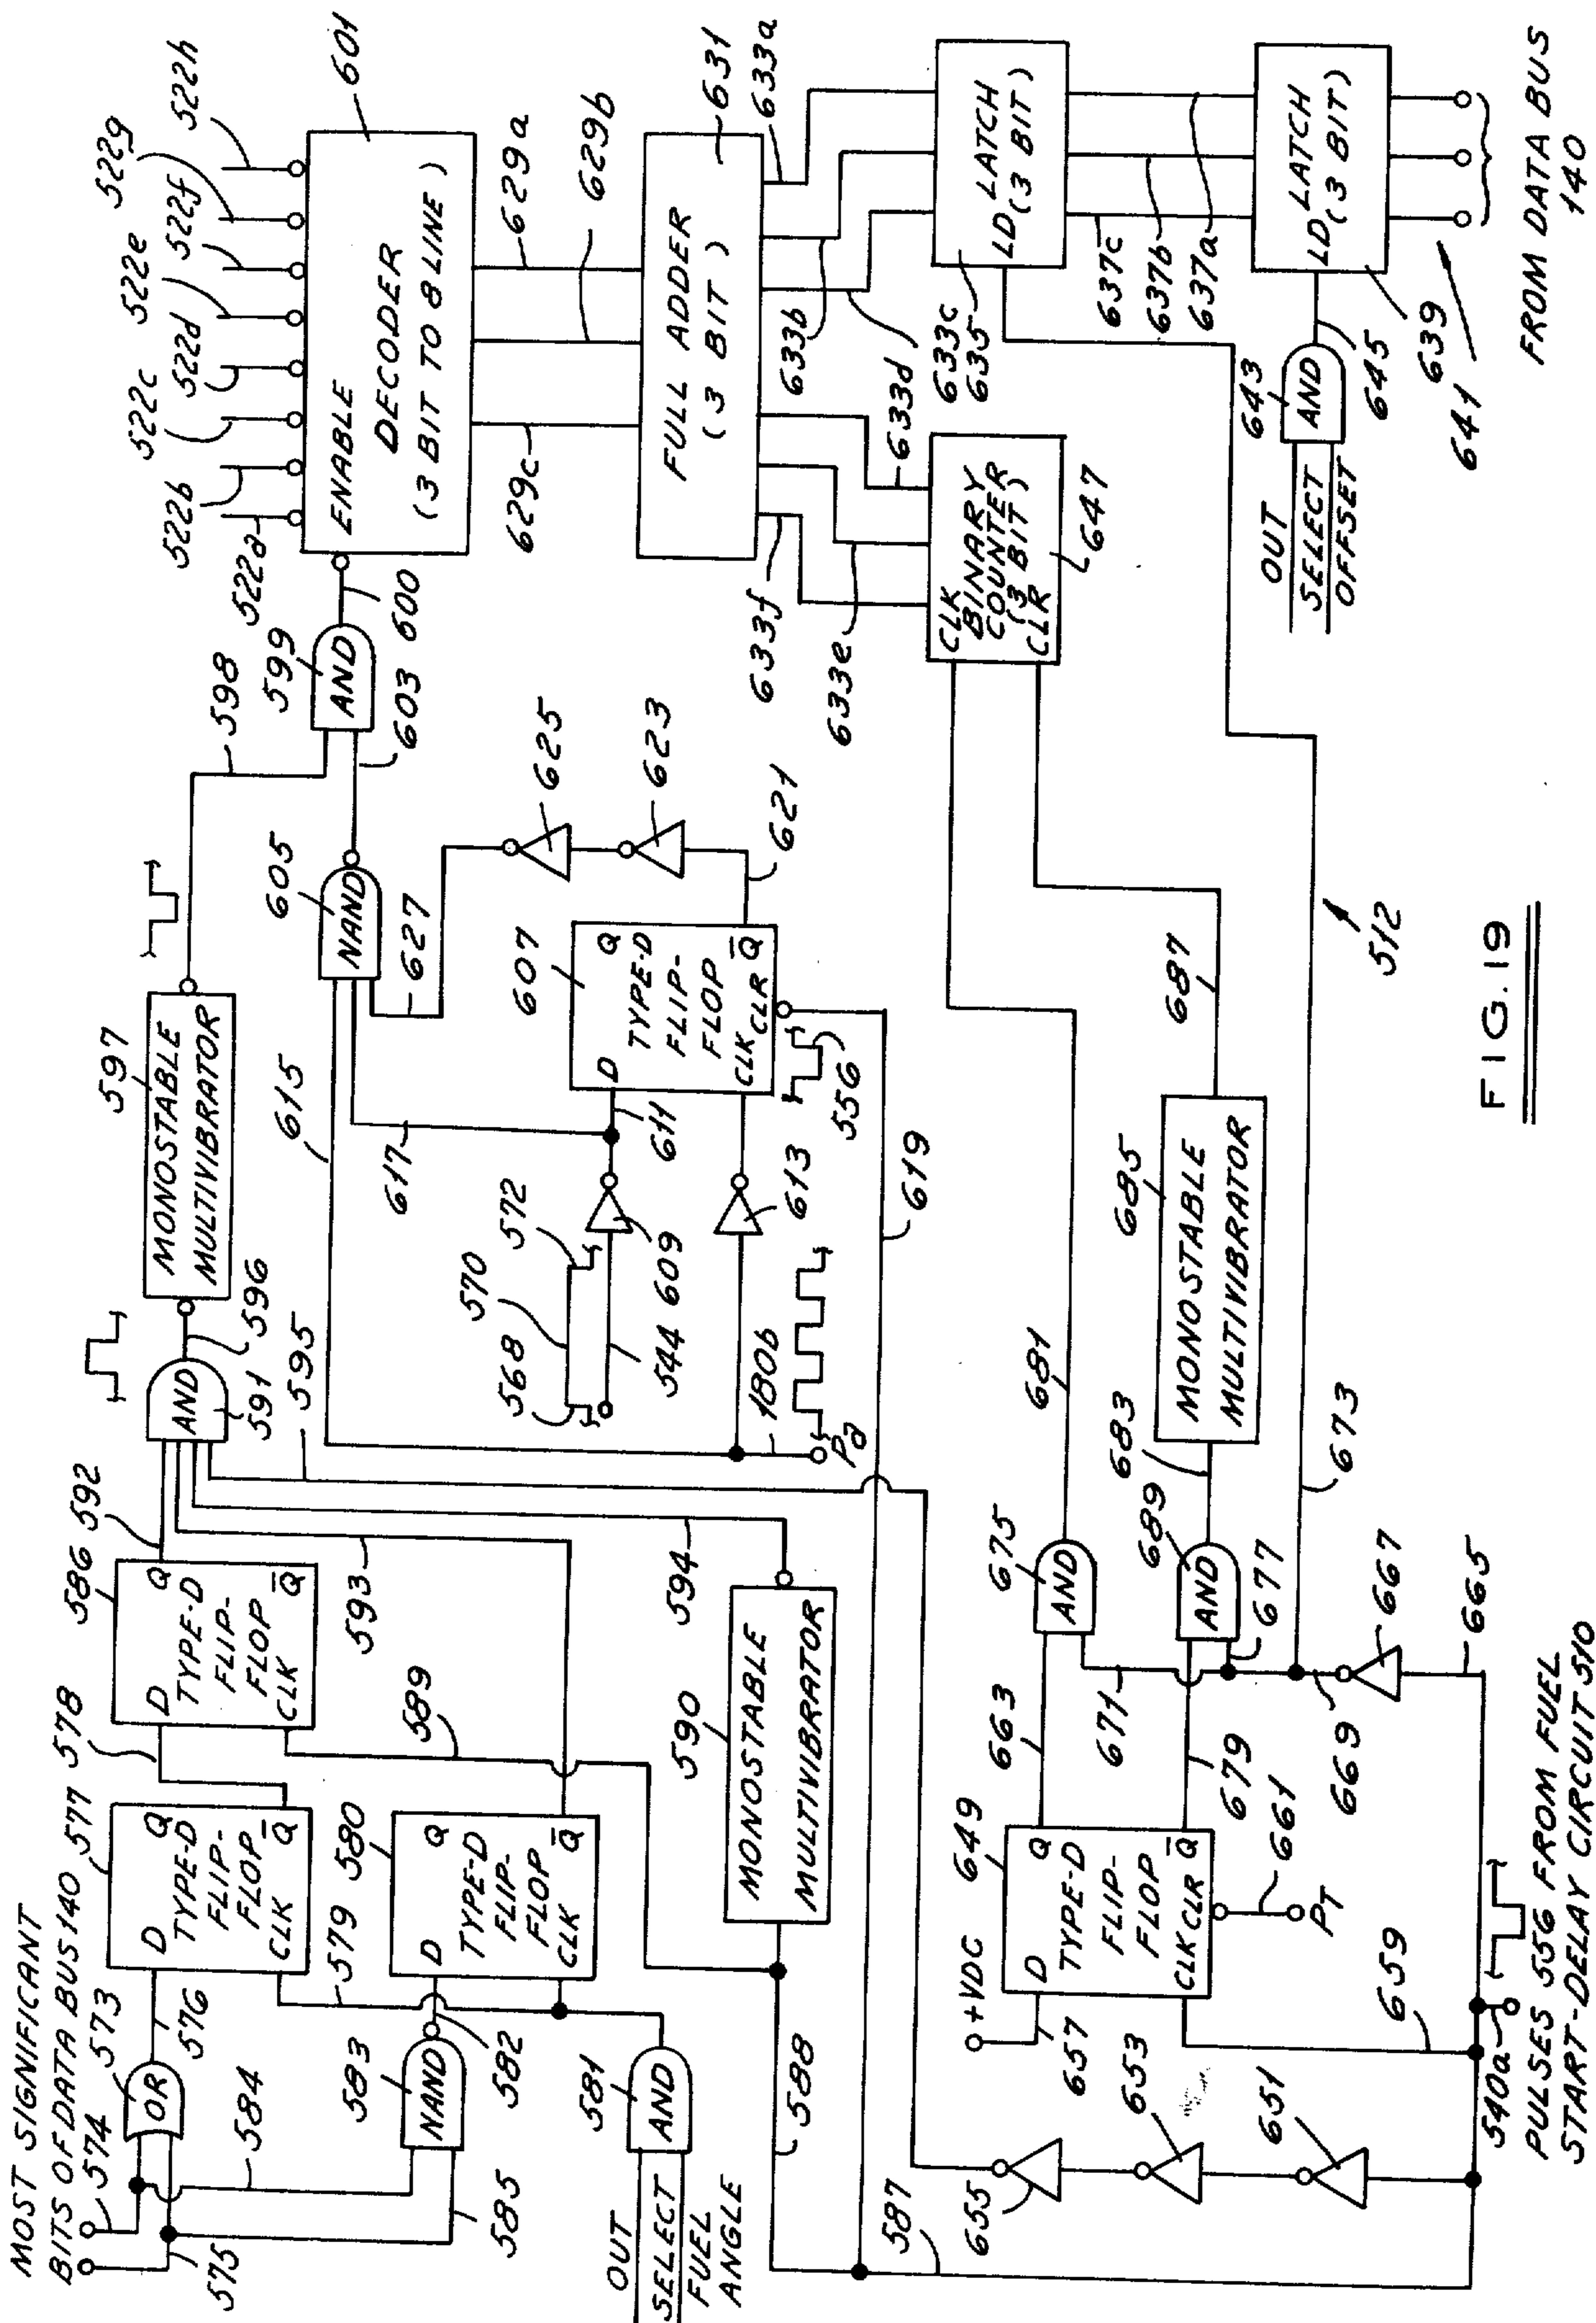 MOST SIGNIFICANT
BITS OF DATA BUS 140
574
573
OR
575
576
584
585
583
NAND
582
OUT
SELECT
FUEL
ANGLE
581
AND
579
577
D Q
TYPE-D
FLIP-
FLOP
CLK Q̅
578
580
D Q
TYPE-D
FLIP-
FLOP
CLK Q̅
586
D Q
TYPE-D
FLIP-
FLOP
CLK Q̅
589
588
587
590
MONOSTABLE
MULTIVIBRATOR
592
593
594
595
AND
591
596
597
MONOSTABLE
MULTIVIBRATOR
598
599
AND
600
603
605
NAND
615
617
627
625
623
621
607
D Q
TYPE-D
FLIP-
FLOP
CLK CLR Q̅
556
611
613
609
568
570
572
544
180b
Pa
619
522a
522b
522c
522d
522e
522f
522g
522h
601
ENABLE
DECODER
(3 BIT TO 8 LINE)
629a
629b
629c
631
FULL ADDER
(3 BIT)
633a
633b
633d
633c
635
633f
633e
633d
LATCH
LD (3 BIT)
637c
637b
637a
LATCH
LD (3 BIT)
639
641
FROM DATA BUS
140
643
AND
645
OUT
SELECT
OFFSET
CLK
BINARY
COUNTER
(3 BIT)
CLR
647
512
687
685
MONOSTABLE
MULTIVIBRATOR
683
681
673
675
AND
689
AND
677
671
669
667
665
663
679
661
PT
649
D Q
TYPE-D
FLIP-
FLOP
CLK CLR Q̅
+VDC
657
659
655
653
651
540a
PULSES 556 FROM FUEL
START-DELAY CIRCUIT 510
FIG. 19